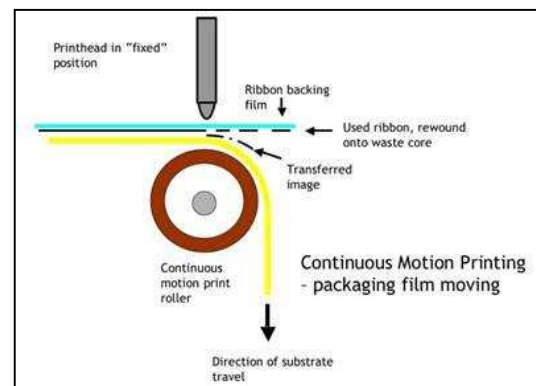 Printhead in "fixed"
position
Ribbon backing
film
Used ribbon, rewound
onto waste core
Transferred
image
Continuous
motion print
roller
Continuous Motion Printing
- packaging film moving
Direction of substrate
travel